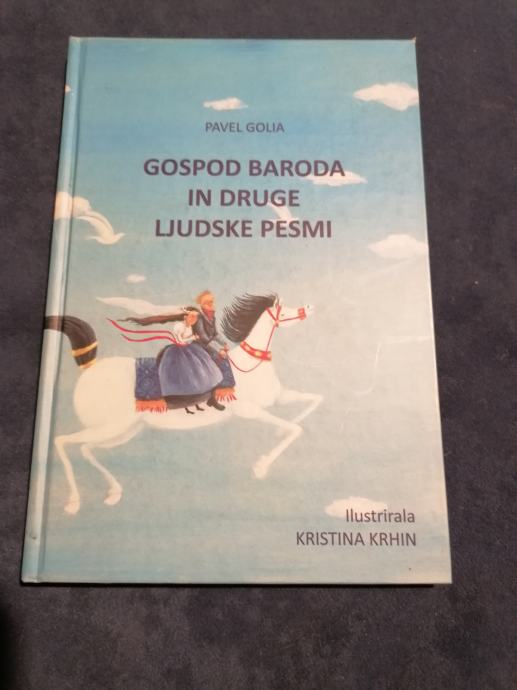 PAVEL GOLIA
GOSPOD BARODA
IN DRUGE
LJUDSKE PESMI
Ilustrirala
KRISTINA KRHIN